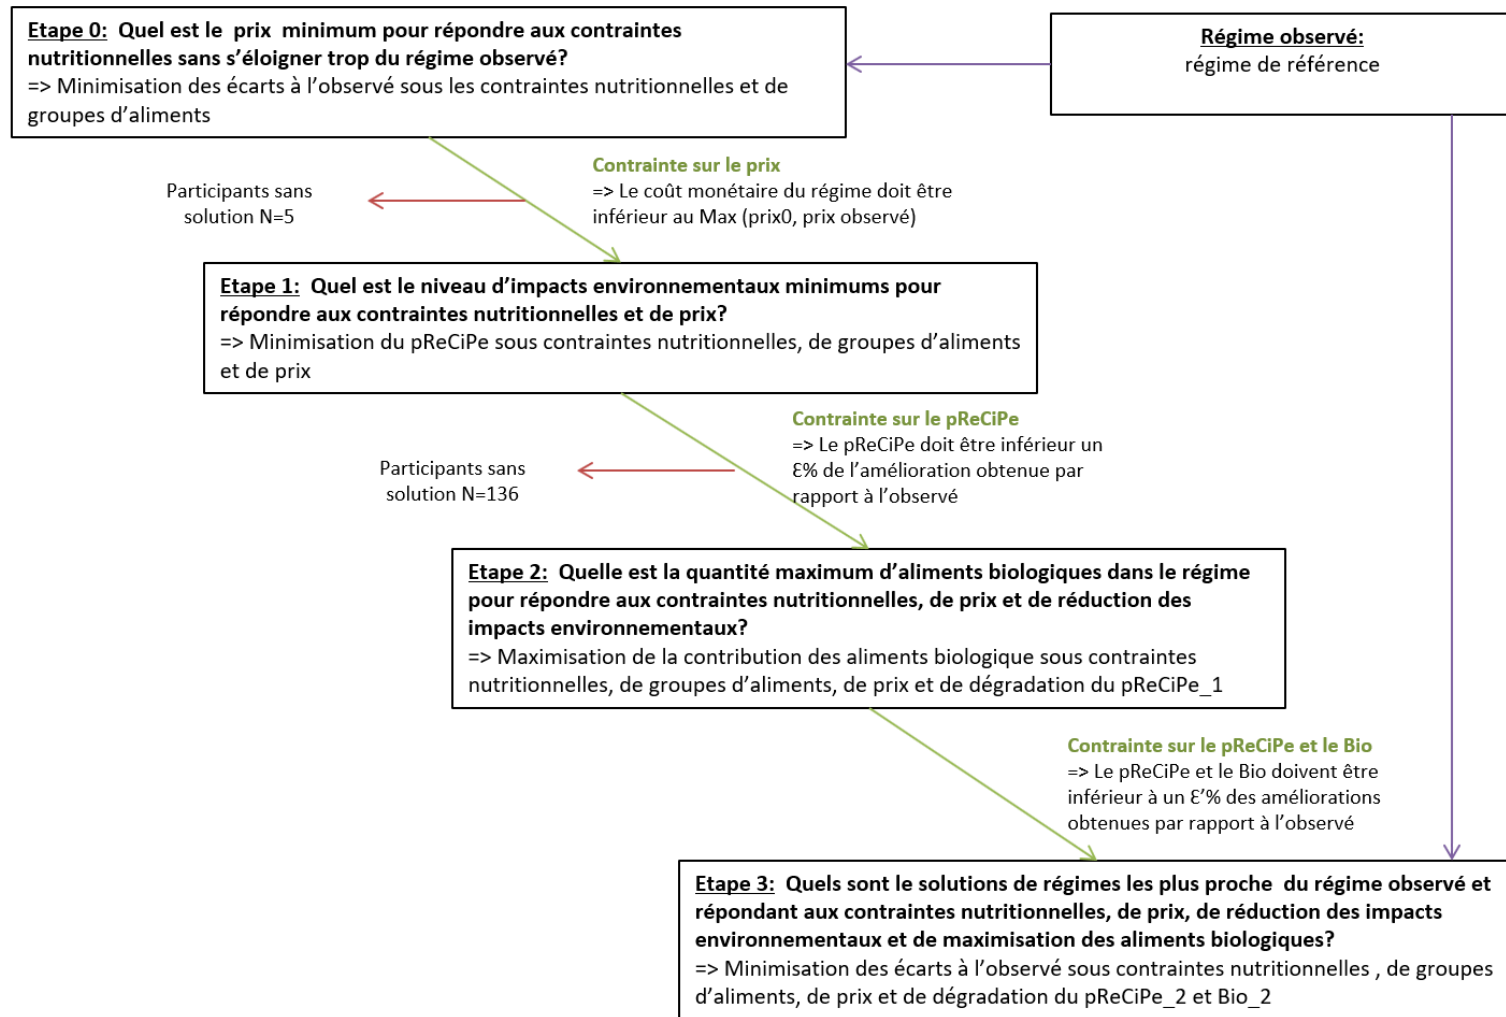 Etape 0: Quel est le prix minimum pour répondre aux contraintes
nutritionnelles sans s'éloigner trop du régime observé?
=> Minimisation des écarts à l'observé sous les contraintes nutritionnelles et de
groupes d'aliments
Régime observé:
régime de référence
Participants sans
solution N=5
Contrainte sur le prix
=> Le coût monétaire du régime doit être
inférieur au Max (prix0, prix observé)
Etape 1: Quel est le niveau d'impacts environnementaux minimums pour
répondre aux contraintes nutritionnelles et de prix?
=> Minimisation du pReCiPe sous contraintes nutritionnelles, de groupes d'aliments
et de prix
Participants sans
solution N=136
Contrainte sur le pReCiPe
=> Le pReCiPe doit être inférieur un
Ɛ% de l'amélioration obtenue par
rapport à l'observé
Etape 2: Quelle est la quantité maximum d'aliments biologiques dans le régime
pour répondre aux contraintes nutritionnelles, de prix et de réduction des
impacts environnementaux?
=> Maximisation de la contribution des aliments biologique sous contraintes
nutritionnelles, de groupes d'aliments, de prix et de dégradation du pReCiPe_1
Contrainte sur le pReCiPe et le Bio
=> Le pReCiPe et le Bio doivent être
inférieur à un Ɛ'% des améliorations
obtenues par rapport à l'observé
Etape 3: Quels sont le solutions de régimes les plus proche du régime observé et
répondant aux contraintes nutritionnelles, de prix, de réduction des impacts
environnementaux et de maximisation des aliments biologiques?
=> Minimisation des écarts à l'observé sous contraintes nutritionnelles , de groupes
d'aliments, de prix et de dégradation du pReCiPe_2 et Bio_2